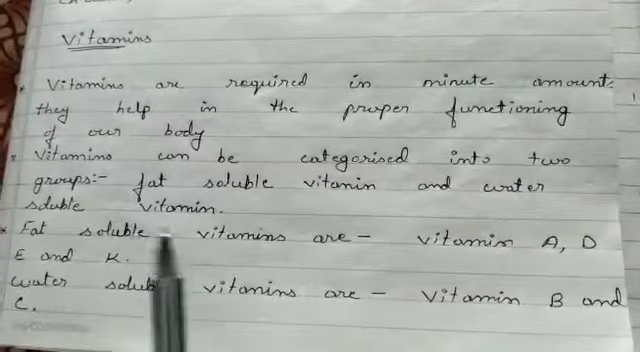 Vitamins
* Vitamins are required in minute amount.
they help in the proper functioning
of our body
* Vitamins can be categorised into two
groups:- fat soluble vitamin and water
soluble vitamin.
* Fat soluble vitamins are - vitamin A, D
E and K.
water solub vitamins are - vitamin B and
C.